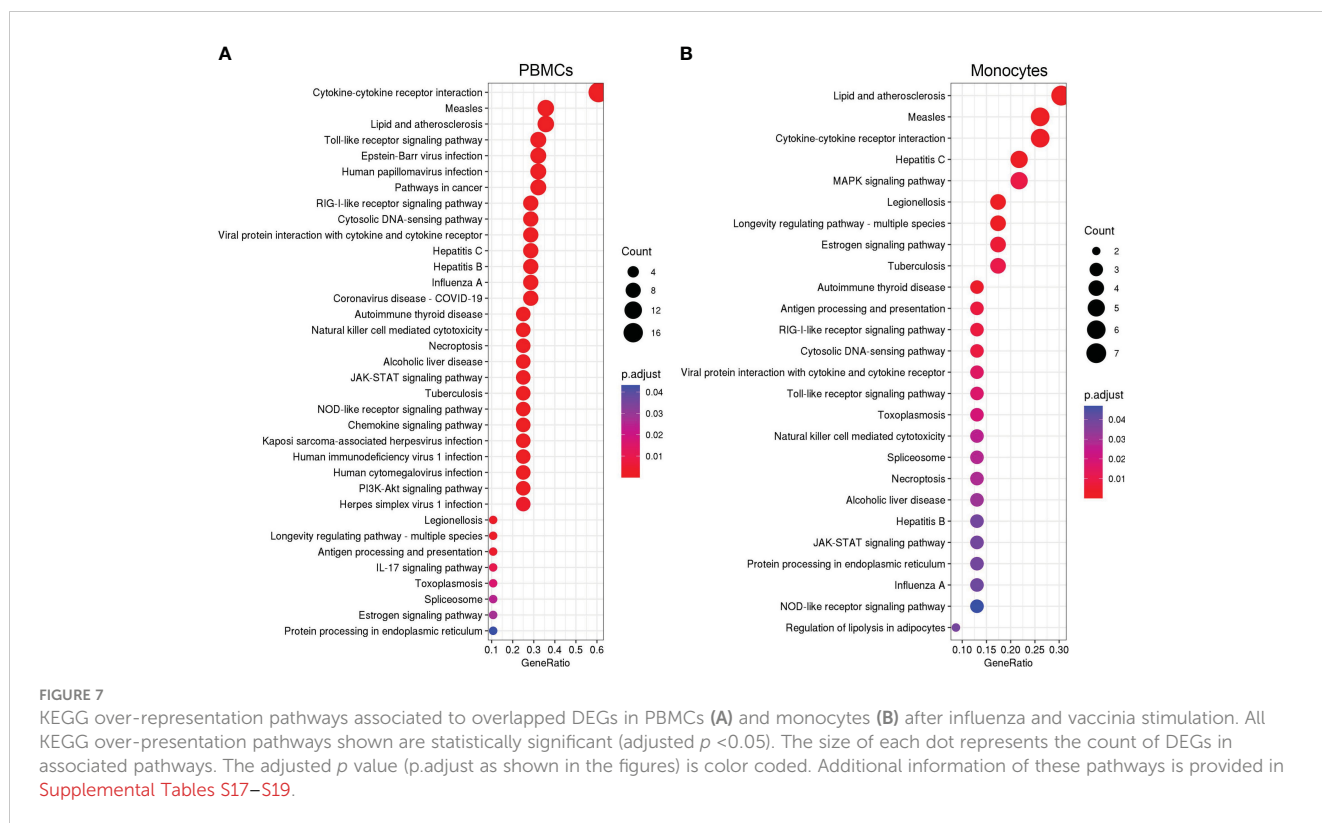 A
PBMCs
Cytokine-cytokine receptor interaction
Measles
Lipid and atherosclerosis
Toll-like receptor signaling pathway
Epstein-Barr virus infection
Human papillomavirus infection
Pathways in cancer
RIG-I-like receptor signaling pathway
Cytosolic DNA-sensing pathway
Viral protein interaction with cytokine and cytokine receptor
Hepatitis C
Hepatitis B
Influenza A
Coronavirus disease - COVID-19
Autoimmune thyroid disease
Natural killer cell mediated cytotoxicity
Necroptosis
Alcoholic liver disease
JAK-STAT signaling pathway
Tuberculosis
NOD-like receptor signaling pathway
Chemokine signaling pathway
Kaposi sarcoma-associated herpesvirus infection
Human immunodeficiency virus 1 infection
Human cytomegalovirus infection
PI3K-Akt signaling pathway
Herpes simplex virus 1 infection
Legionellosis
Longevity regulating pathway - multiple species
Antigen processing and presentation
IL-17 signaling pathway
Toxoplasmosis
Spliceosome
Estrogen signaling pathway
Protein processing in endoplasmic reticulum
0.1 0.2 0.3 0.4 0.5 0.6
GeneRatio
Count
4
8
12
16
p.adjust
0.04
0.03
0.02
0.01
B
Monocytes
Lipid and atherosclerosis
Measles
Cytokine-cytokine receptor interaction
Hepatitis C
MAPK signaling pathway
Legionellosis
Longevity regulating pathway - multiple species
Estrogen signaling pathway
Tuberculosis
Autoimmune thyroid disease
Antigen processing and presentation
RIG-I-like receptor signaling pathway
Cytosolic DNA-sensing pathway
Viral protein interaction with cytokine and cytokine receptor
Toll-like receptor signaling pathway
Toxoplasmosis
Natural killer cell mediated cytotoxicity
Spliceosome
Necroptosis
Alcoholic liver disease
Hepatitis B
JAK-STAT signaling pathway
Protein processing in endoplasmic reticulum
Influenza A
NOD-like receptor signaling pathway
Regulation of lipolysis in adipocytes
0.10 0.15 0.20 0.25 0.30
GeneRatio
Count
2
3
4
5
6
7
p.adjust
0.04
0.03
0.02
0.01
FIGURE 7
KEGG over-representation pathways associated to overlapped DEGs in PBMCs (A) and monocytes (B) after influenza and vaccinia stimulation. All
KEGG over-presentation pathways shown are statistically significant (adjusted p <0.05). The size of each dot represents the count of DEGs in
associated pathways. The adjusted p value (p.adjust as shown in the figures) is color coded. Additional information of these pathways is provided in
Supplemental Tables S17–S19.